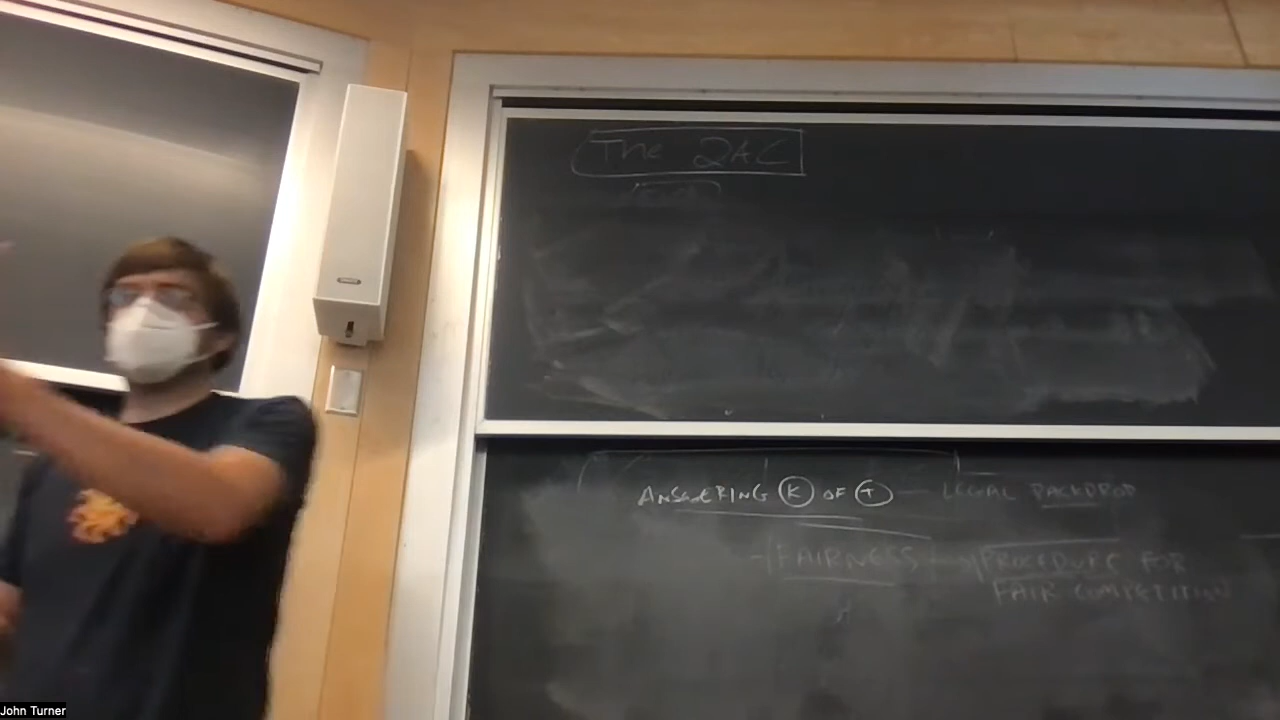 The 2AC
ANSWERING K OF T — LEGAL BACKDROP
FAIRNESS — PROCEDURE FOR
FAIR COMPETITION
John Turner